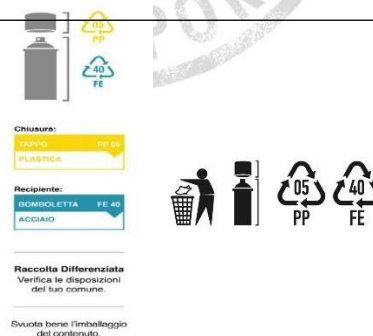 POR
05
PP
40
FE
Chiusura:
TAPPO PP 05
PLASTICA
Recipiente:
BOMBOLETTA FE 40
ACCIAIO
05 40
PP FE
Raccolta Differenziata
Verifica le disposizioni
del tuo comune.
Svuota bene l'imballaggio
del contenuto.